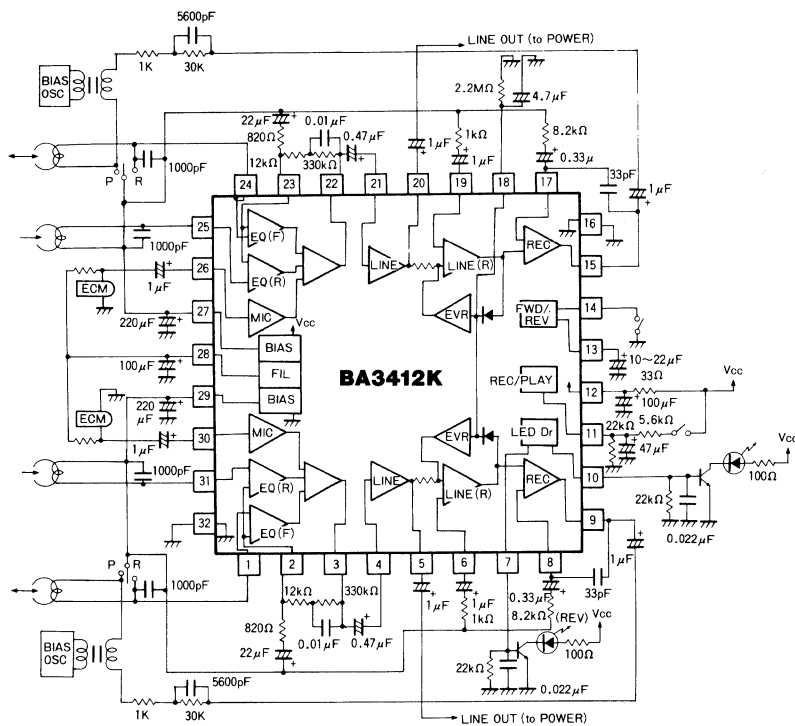 5600pF
LINE OUT (to POWER)
1K
30K
BIAS
OSC
2.2MΩ
4.7μF
22μF
+
0.01μF
820Ω
0.47μF
+
1μF
+
1kΩ
1μF
+
8.2kΩ
0.33μ
+
33pF
1μF
+
P
R
1000pF
12kΩ
330kΩ
24
23
22
21
20
19
18
17
25
1000pF
EQ(F)
LINE
LINE(R)
REC
16
26
ECM
1μF
EQ(R)
15
27
MIC
EVR
FWD/.
REV
14
220μF
+
Vcc
BIAS
13
10～22μF
28
100μF
+
FIL
BA3412K
REC/PLAY
12
33Ω
Vcc
100μF
29
220
μF
+
BIAS
5.6kΩ
22kΩ
11
ECM
30
1μF
+
MIC
EVR
LED Dr
47μF
Vcc
10
100Ω
31
1000pF
EQ(R)
LINE
LINE(R)
REC
22kΩ
9
0.022μF
32
EQ(F)
1μF
+
1
2
3
4
5
6
7
8
P
R
1000pF
12kΩ
330kΩ
1μF
+
1μF
1kΩ
0.33μF
+
33pF
8.2kΩ
(REV)
Vcc
820Ω
0.01μF
0.47μF
+
22μF
+
22kΩ
100Ω
BIAS
OSC
5600pF
0.022μF
1K
30K
LINE OUT (to POWER)